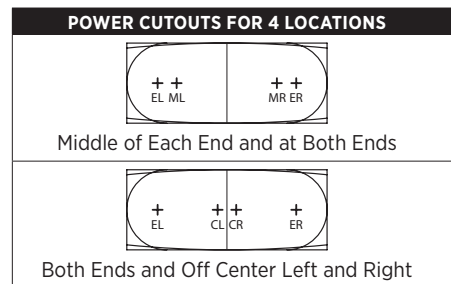 POWER CUTOUTS FOR 4 LOCATIONS
EL ML MR ER
Middle of Each End and at Both Ends
EL CL CR ER
Both Ends and Off Center Left and Right